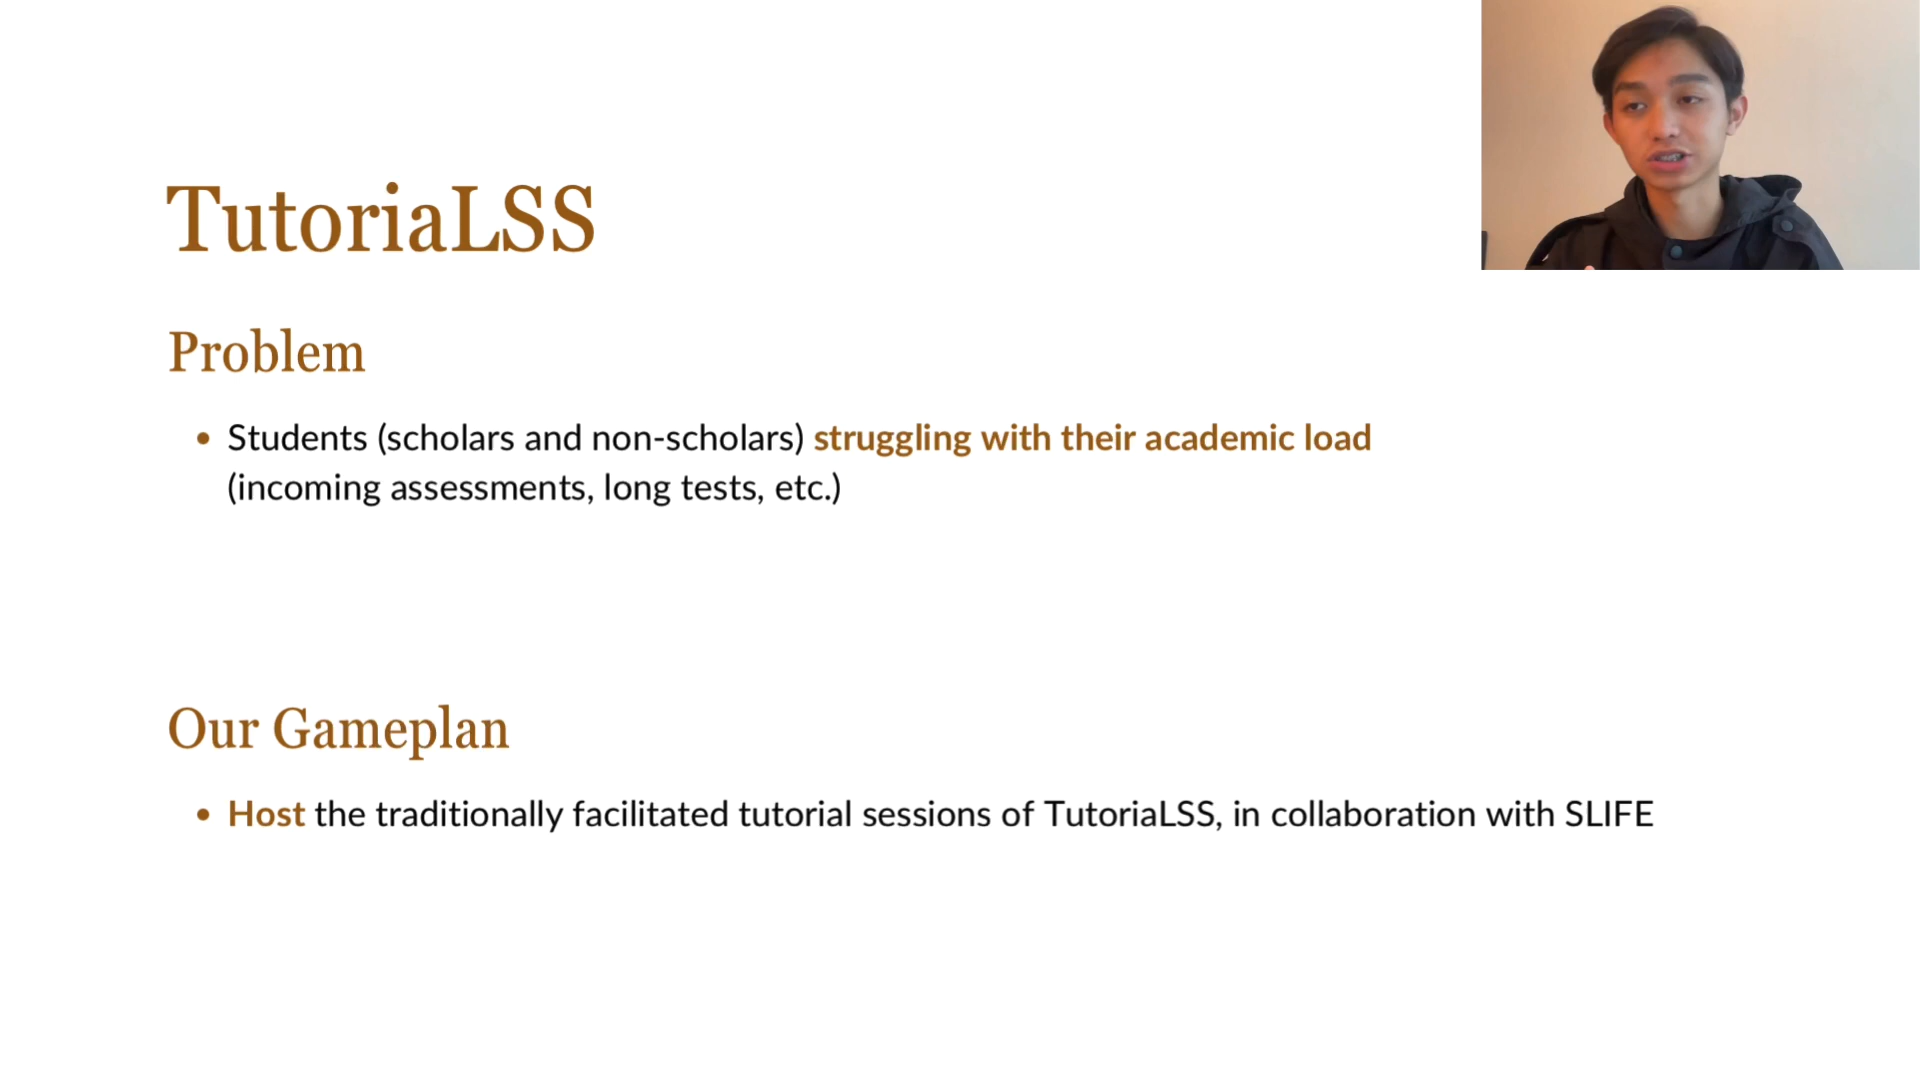 TutoriaLSS
Problem
• Students (scholars and non-scholars) struggling with their academic load
(incoming assessments, long tests, etc.)
Our Gameplan
• Host the traditionally facilitated tutorial sessions of TutoriaLSS, in collaboration with SLIFE